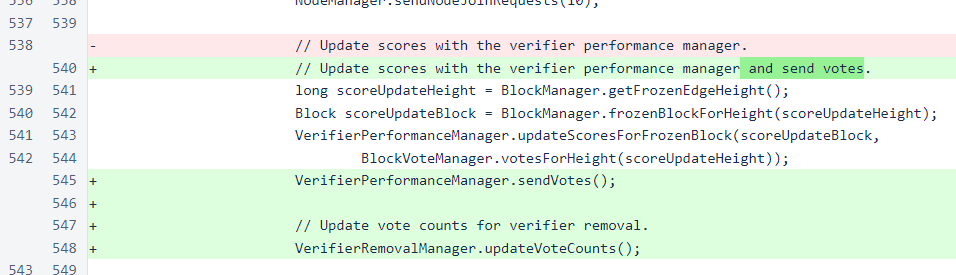 536 538 NodeManager.sendNodeJoinRequests(10);
537 539
538 - // Update scores with the verifier performance manager.
540 + // Update scores with the verifier performance manager and send votes.
539 541 long scoreUpdateHeight = BlockManager.getFrozenEdgeHeight();
540 542 Block scoreUpdateBlock = BlockManager.frozenBlockForHeight(scoreUpdateHeight);
541 543 VerifierPerformanceManager.updateScoresForFrozenBlock(scoreUpdateBlock,
542 544 BlockVoteManager.votesForHeight(scoreUpdateHeight));
545 + VerifierPerformanceManager.sendVotes();
546 +
547 + // Update vote counts for verifier removal.
548 + VerifierRemovalManager.updateVoteCounts();
543 549